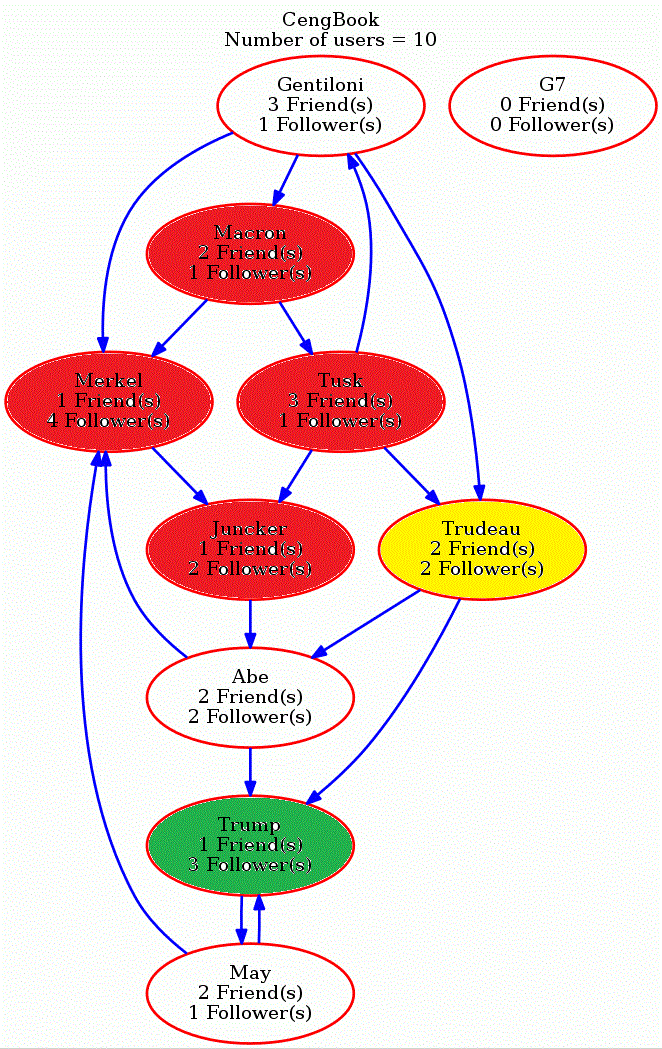 CengBook
Number of users = 10
Gentiloni
3 Friend(s)
1 Follower(s)
G7
0 Friend(s)
0 Follower(s)
Macron
2 Friend(s)
1 Follower(s)
Merkel
1 Friend(s)
4 Follower(s)
Tusk
3 Friend(s)
1 Follower(s)
Juncker
1 Friend(s)
2 Follower(s)
Trudeau
2 Friend(s)
2 Follower(s)
Abe
2 Friend(s)
2 Follower(s)
Trump
1 Friend(s)
3 Follower(s)
May
2 Friend(s)
1 Follower(s)